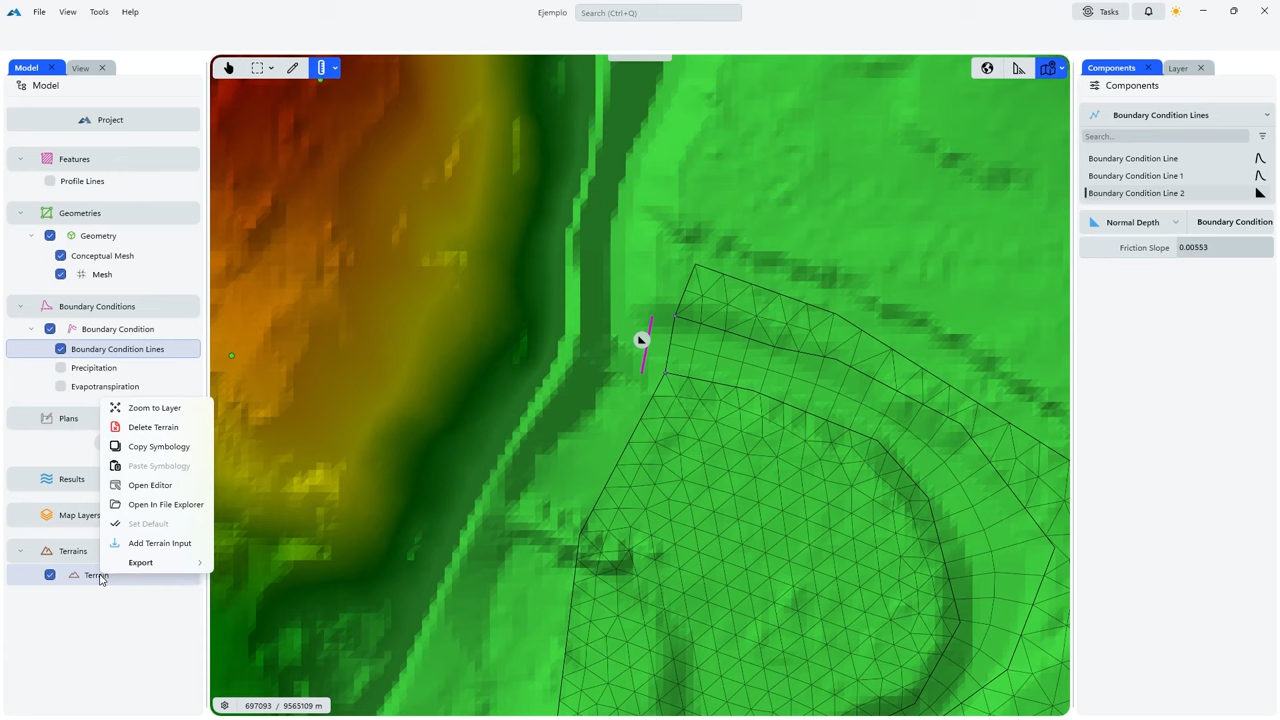 File View Tools Help
Ejemplo
Search (Ctrl+Q)
Tasks
Model
View
Model
Project
Features
Profile Lines
Geometries
Geometry
Conceptual Mesh
Mesh
Boundary Conditions
Boundary Condition
Boundary Condition Lines
Precipitation
Evapotranspiration
Plans
Results
Map Layers
Terrains
Terrain
Zoom to Layer
Delete Terrain
Copy Symbology
Paste Symbology
Open Editor
Open In File Explorer
Set Default
Add Terrain Input
Export
697093 / 9565109 m
Components
Layer
Components
Boundary Condition Lines
Search...
Boundary Condition Line
Boundary Condition Line 1
Boundary Condition Line 2
Normal Depth
Boundary Condition
Friction Slope 0.00553